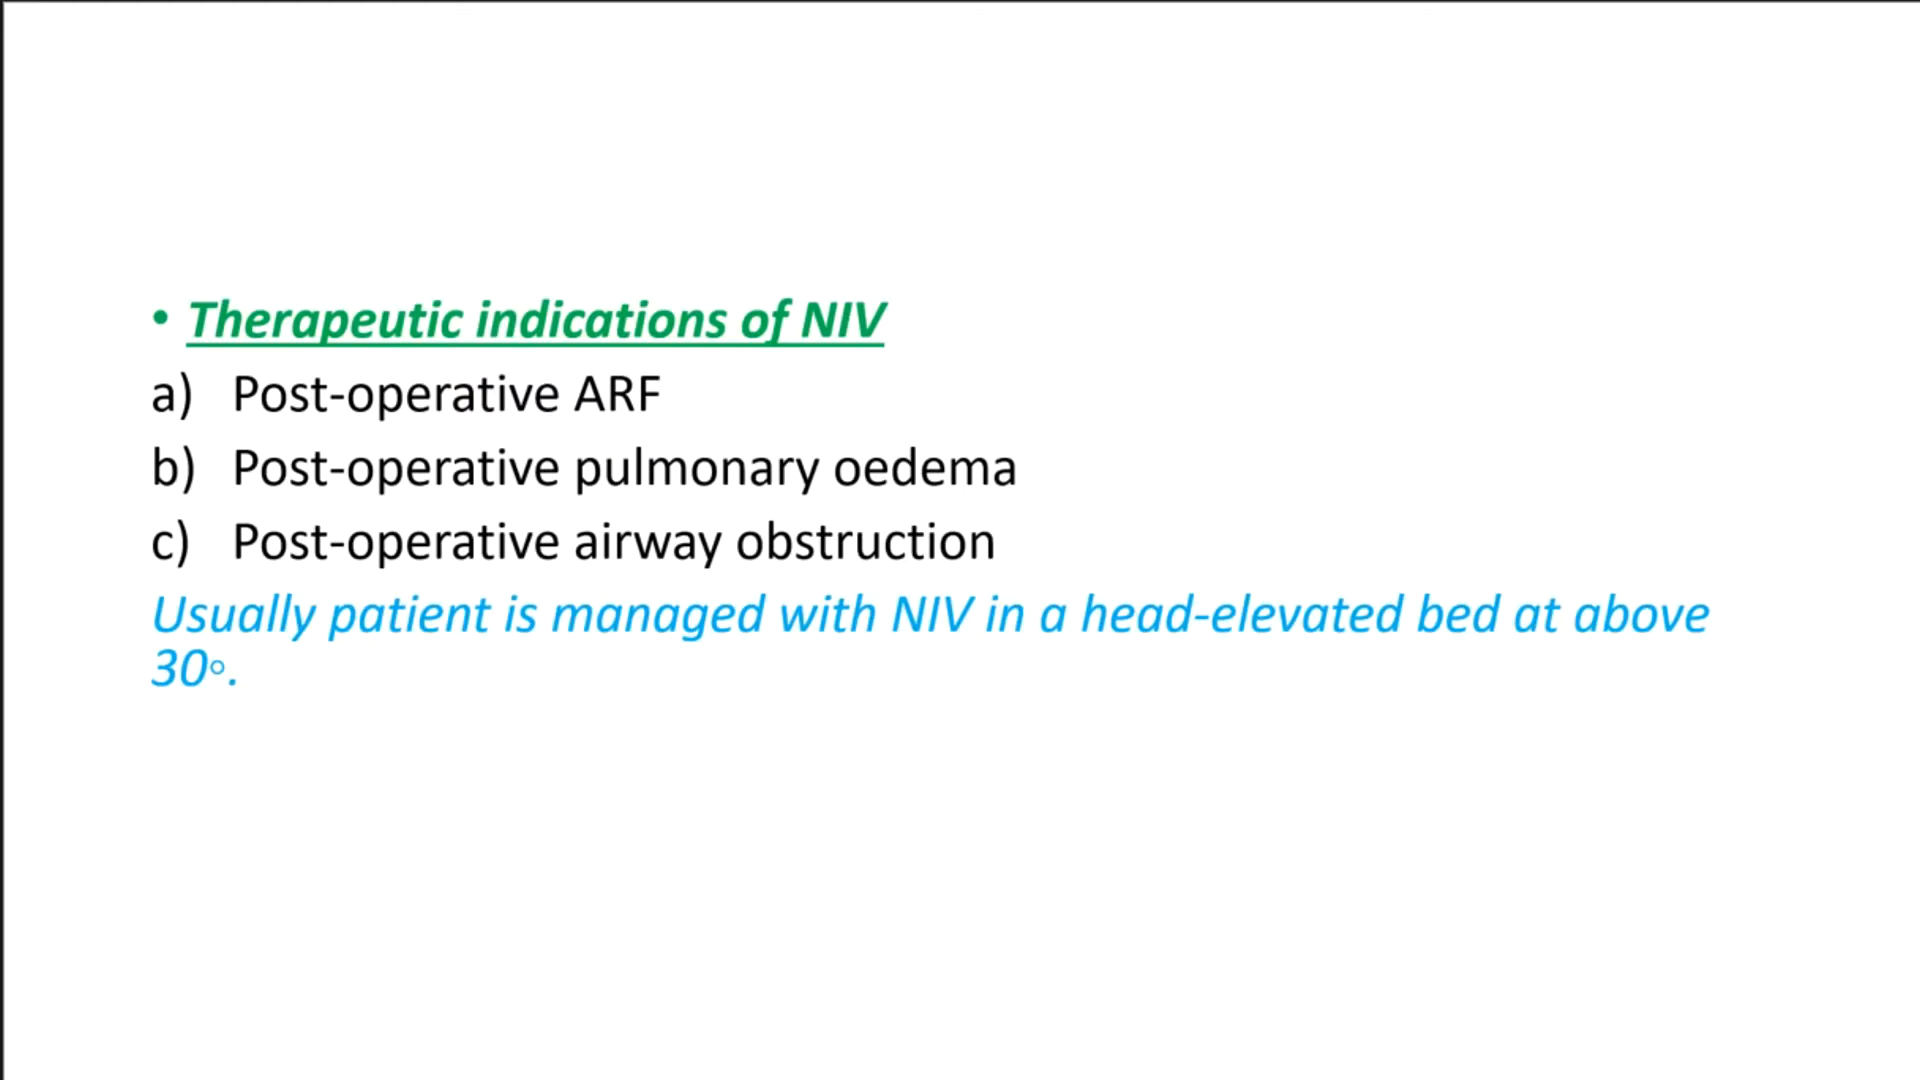 • Therapeutic indications of NIV
a) Post-operative ARF
b) Post-operative pulmonary oedema
c) Post-operative airway obstruction
Usually patient is managed with NIV in a head-elevated bed at above
30°.